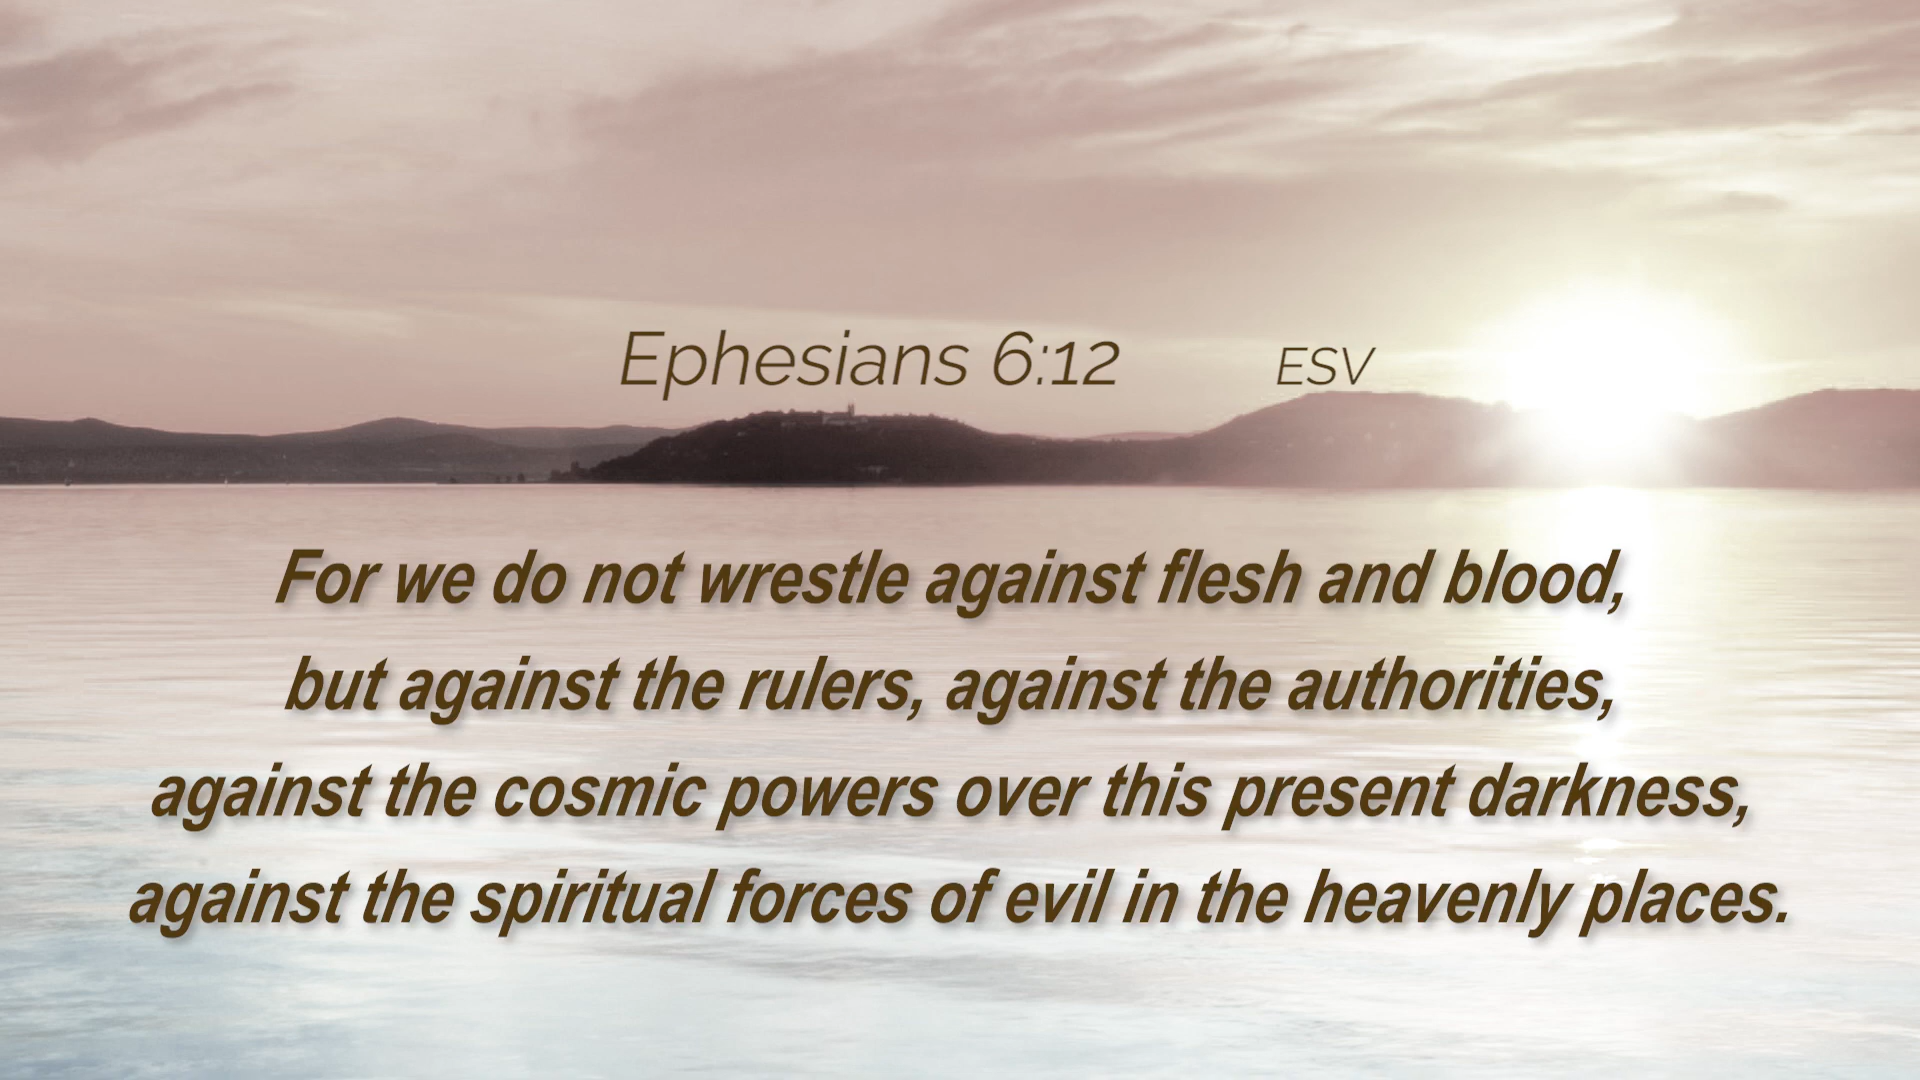 Ephesians 6:12 ESV
For we do not wrestle against flesh and blood,
but against the rulers, against the authorities,
against the cosmic powers over this present darkness,
against the spiritual forces of evil in the heavenly places.